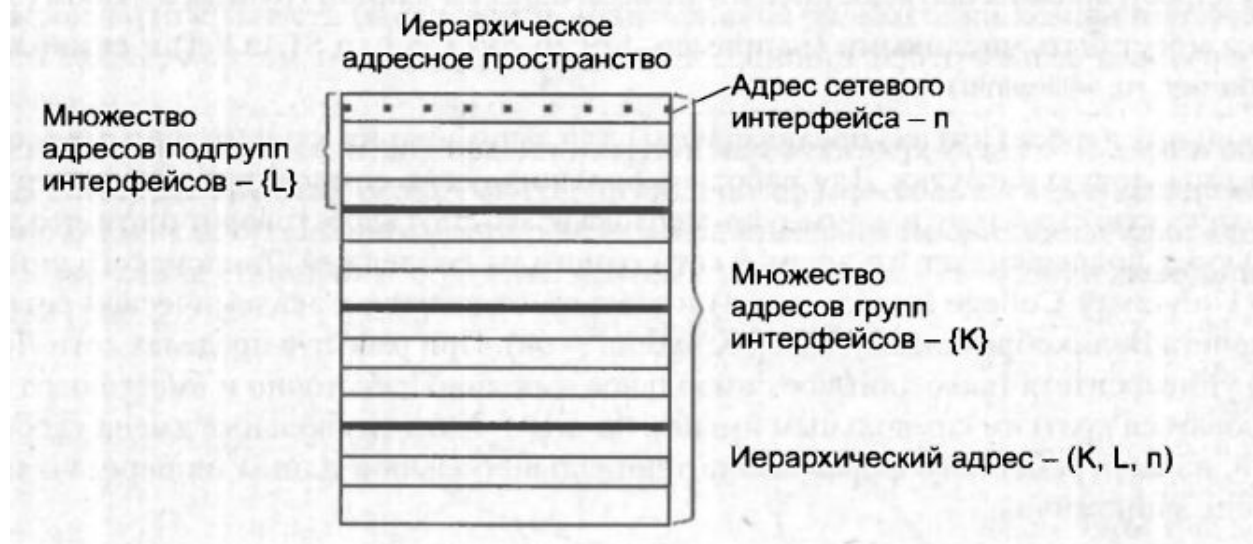 Иерархическое
адресное пространство
Множество
адресов подгрупп
интерфейсов – {L}
Адрес сетевого
интерфейса – n
Множество
адресов групп
интерфейсов – {K}
Иерархический адрес – (K, L, n)